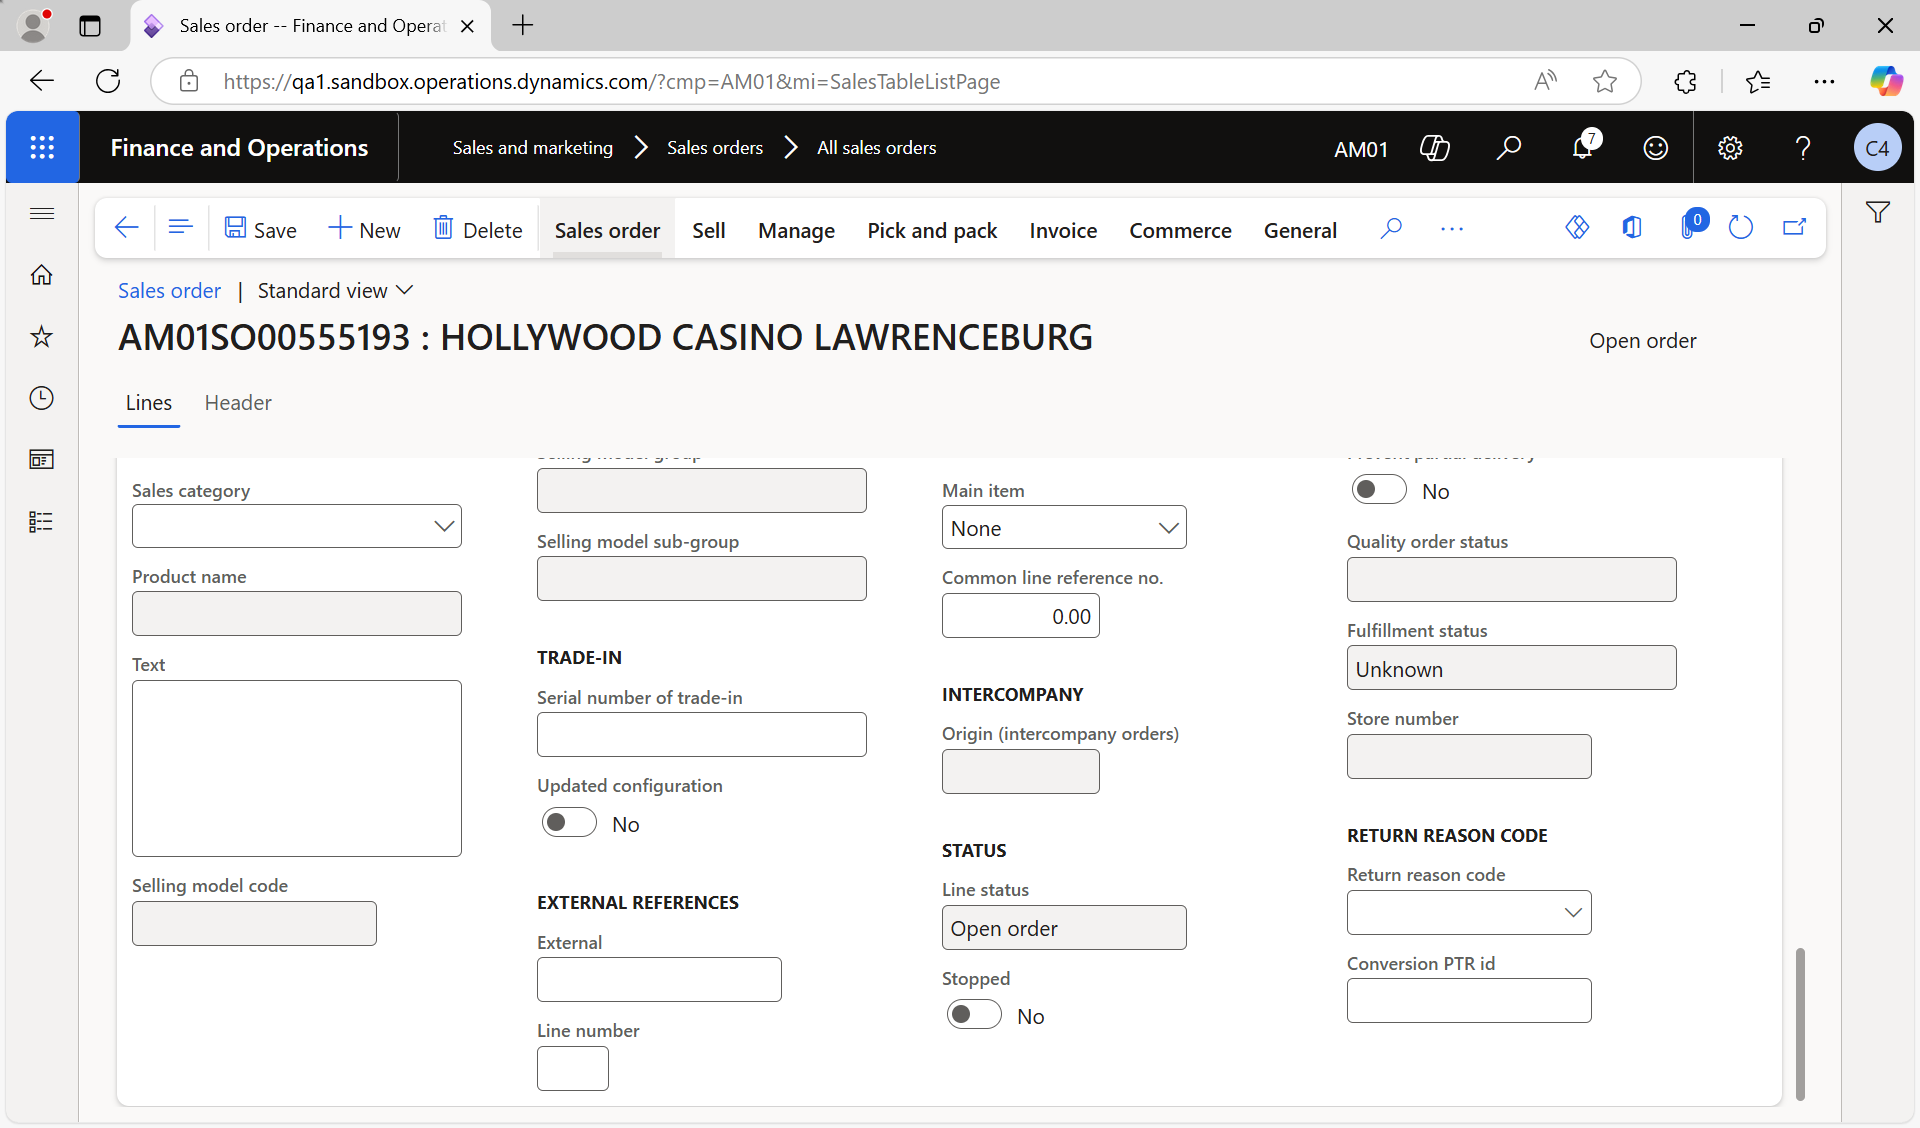 Sales order -- Finance and Operat
https://qa1.sandbox.operations.dynamics.com/?cmp=AM01&mi=SalesTableListPage
Finance and Operations
Sales and marketing
Sales orders
All sales orders
AM01
7
C4
Save
New
Delete
Sales order
Sell
Manage
Pick and pack
Invoice
Commerce
General
0
Sales order | Standard view
AM01SO00555193 : HOLLYWOOD CASINO LAWRENCEBURG
Open order
Lines
Header
Sales category
Product name
Text
Selling model code
Selling model group
Selling model sub-group
TRADE-IN
Serial number of trade-in
Updated configuration
No
EXTERNAL REFERENCES
External
Line number
Main item
None
Common line reference no.
0.00
INTERCOMPANY
Origin (intercompany orders)
STATUS
Line status
Open order
Stopped
No
Prevent partial delivery
No
Quality order status
Fulfillment status
Unknown
Store number
RETURN REASON CODE
Return reason code
Conversion PTR id